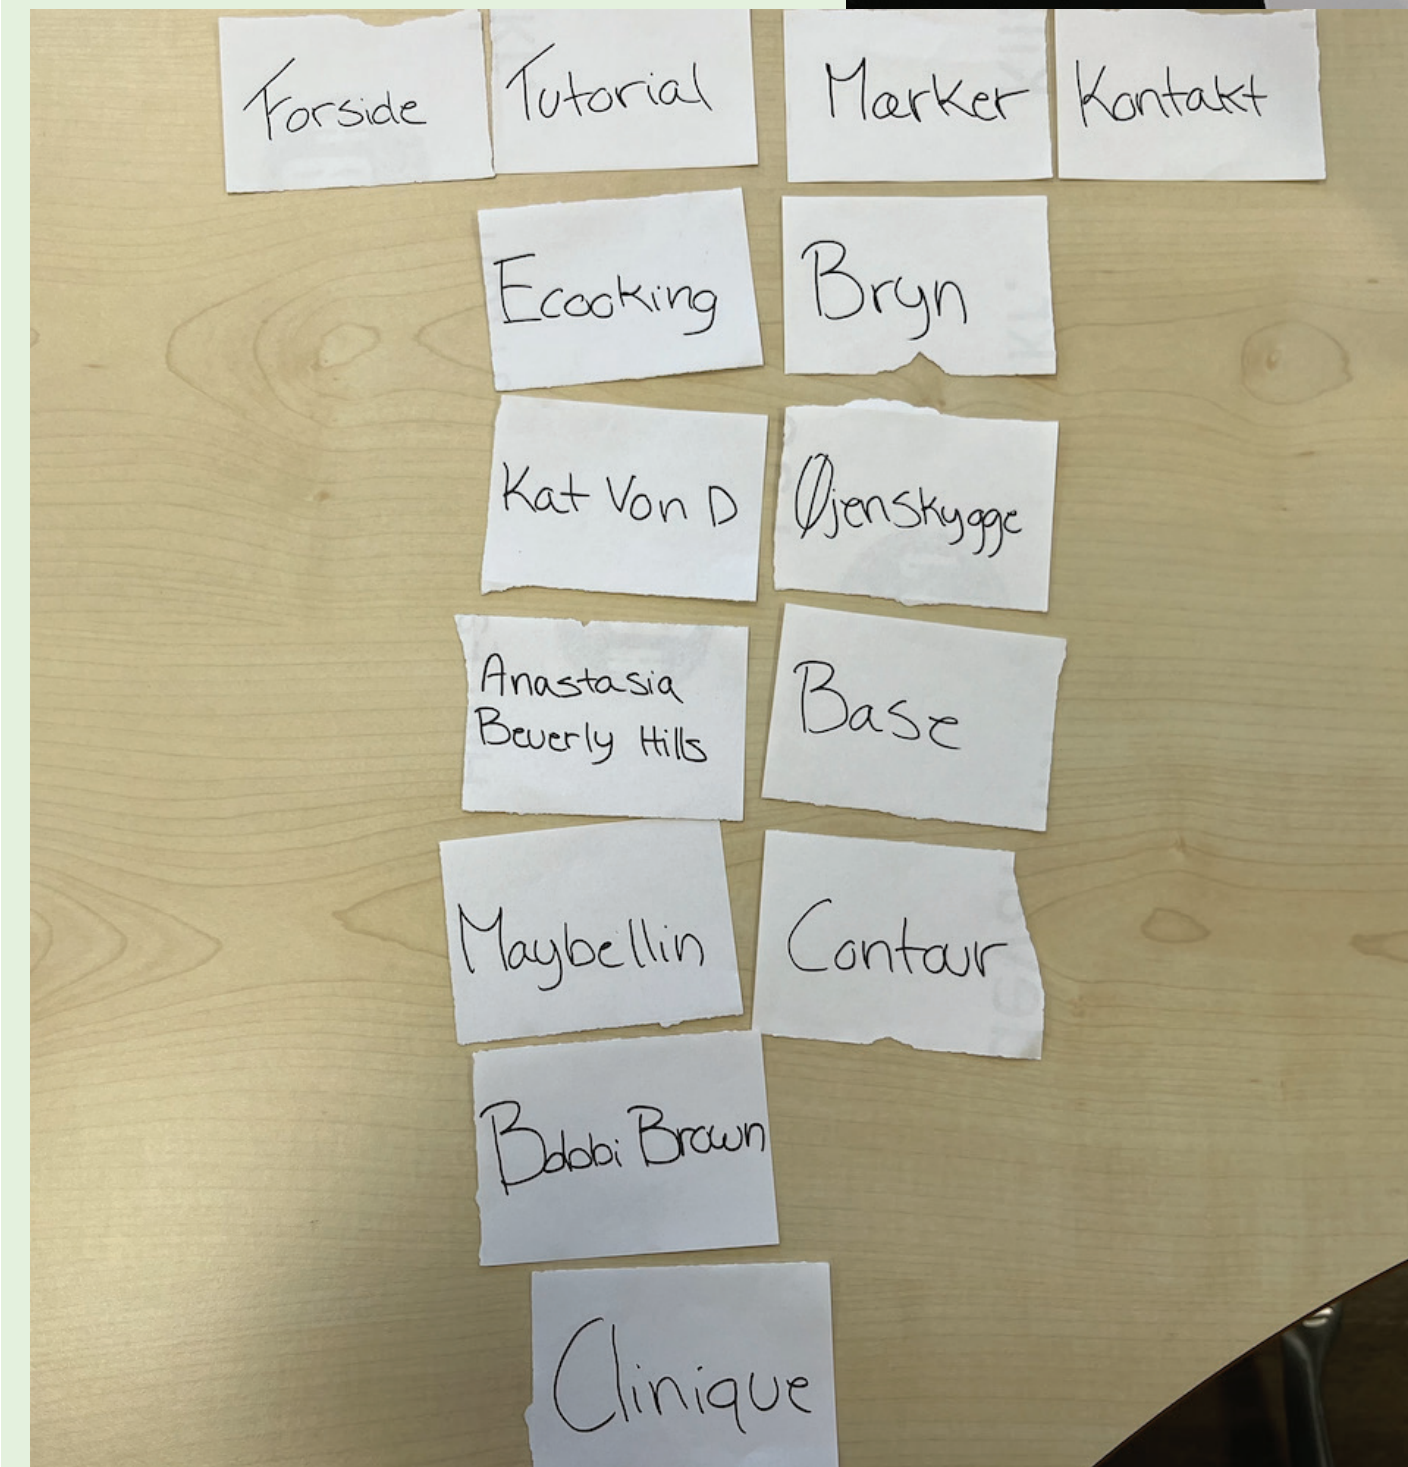 Forside
Tutorial
Mærker
Kontakt
Ecooking
Bryn
Kat Von D
Øjenskygge
Anastasia
Beverly Hills
Base
Maybellin
Contour
Bobbi Brown
Clinique